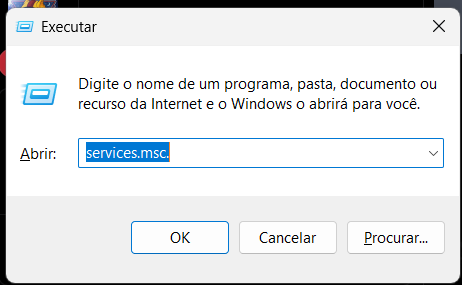 Executar
Digite o nome de um programa, pasta, documento ou
recurso da Internet e o Windows o abrirá para você.
Abrir: services.msc.
OK Cancelar Procurar...